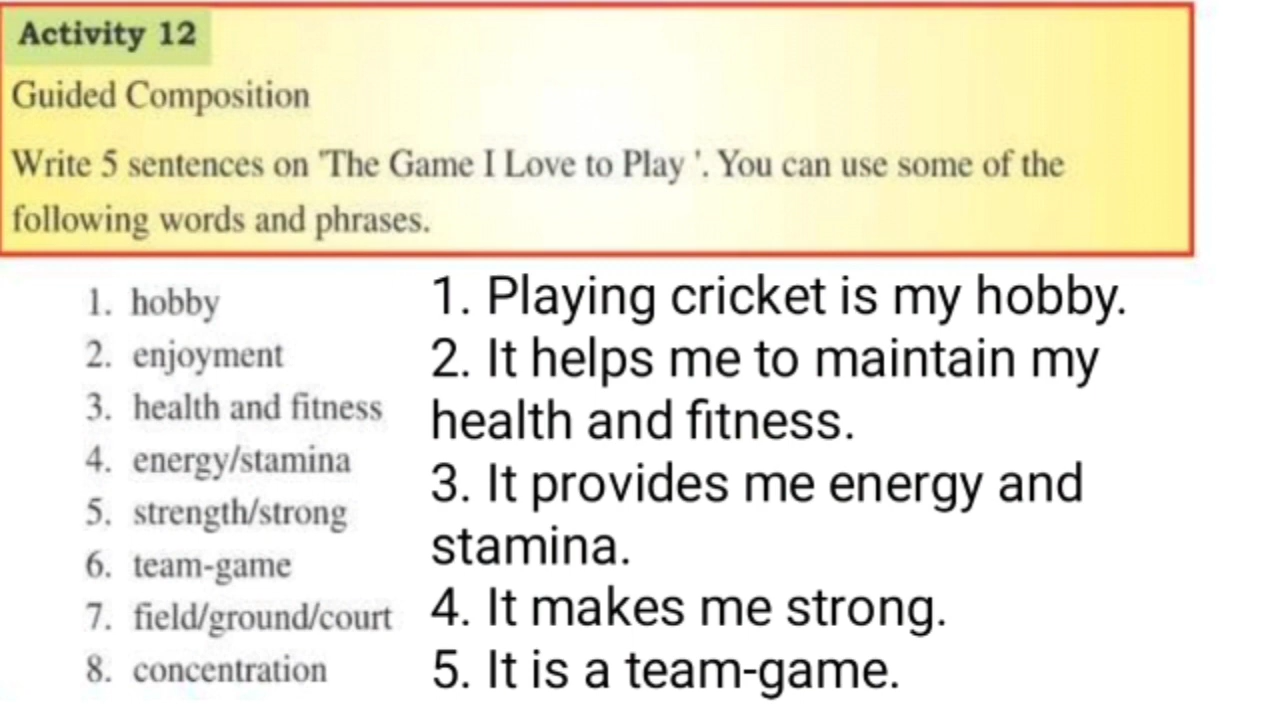 Activity 12
Guided Composition
Write 5 sentences on 'The Game I Love to Play '. You can use some of the
following words and phrases.
1. hobby
2. enjoyment
3. health and fitness
4. energy/stamina
5. strength/strong
6. team-game
7. field/ground/court
8. concentration
1. Playing cricket is my hobby.
2. It helps me to maintain my
health and fitness.
3. It provides me energy and
stamina.
4. It makes me strong.
5. It is a team-game.